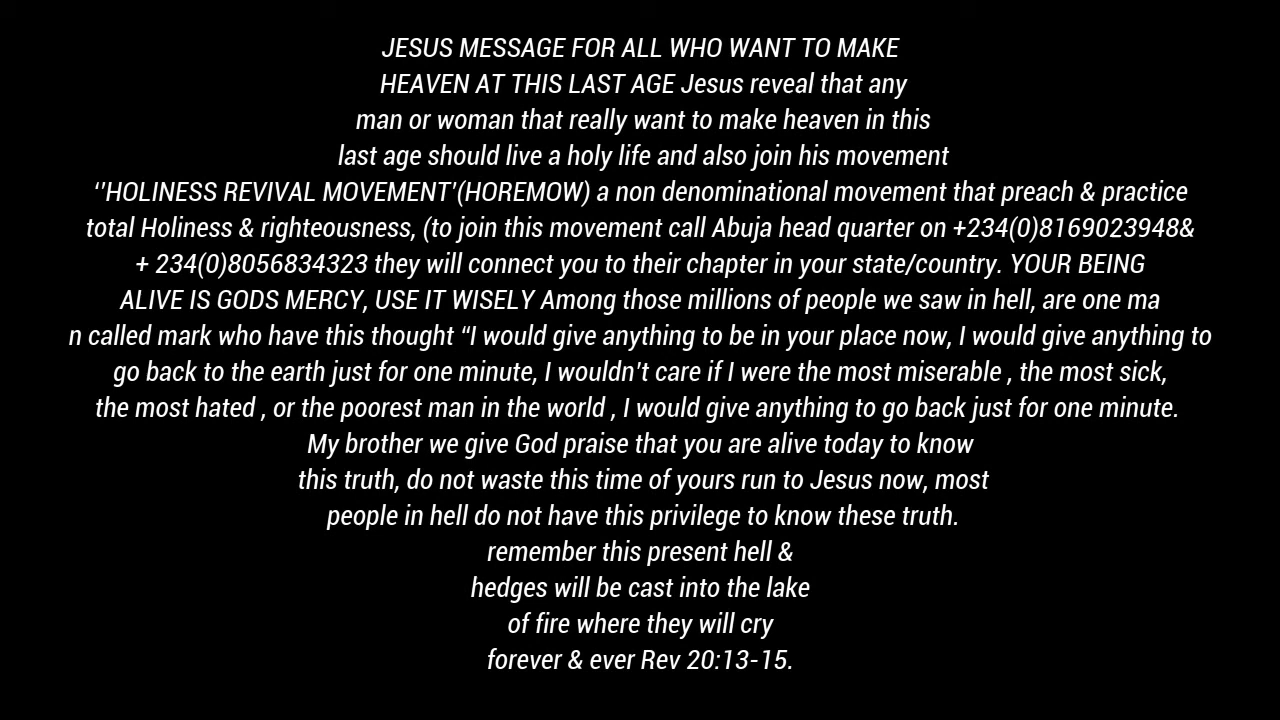 JESUS MESSAGE FOR ALL WHO WANT TO MAKE
HEAVEN AT THIS LAST AGE Jesus reveal that any
man or woman that really want to make heaven in this
last age should live a holy life and also join his movement
‘'HOLINESS REVIVAL MOVEMENT'(HOREMOW) a non denominational movement that preach & practice
total Holiness & righteousness, (to join this movement call Abuja head quarter on +234(0)8169023948&
+ 234(0)8056834323 they will connect you to their chapter in your state/country. YOUR BEING
ALIVE IS GODS MERCY, USE IT WISELY Among those millions of people we saw in hell, are one ma
n called mark who have this thought “I would give anything to be in your place now, I would give anything to
go back to the earth just for one minute, I wouldn't care if I were the most miserable , the most sick,
the most hated , or the poorest man in the world , I would give anything to go back just for one minute.
My brother we give God praise that you are alive today to know
this truth, do not waste this time of yours run to Jesus now, most
people in hell do not have this privilege to know these truth.
remember this present hell &
hedges will be cast into the lake
of fire where they will cry
forever & ever Rev 20:13-15.